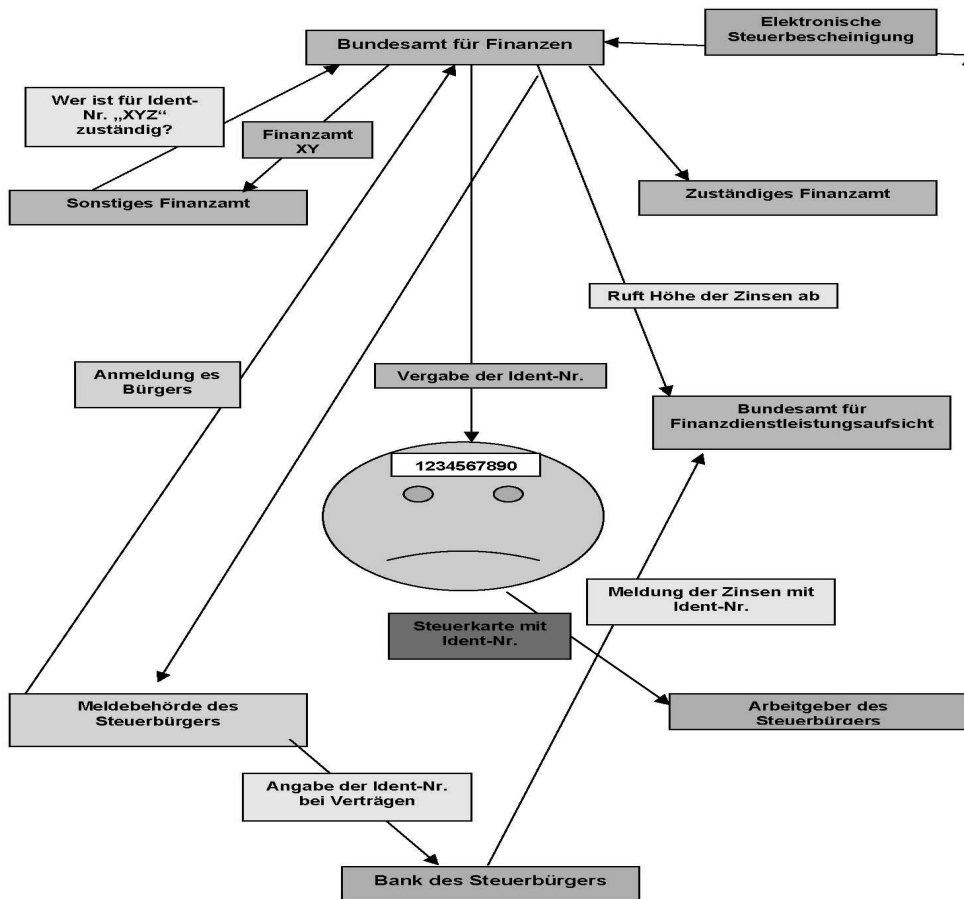 Elektronische
Steuerbescheinigung
Bundesamt für Finanzen
Wer ist für Ident-
Nr. „XYZ“
zuständig?
Finanzamt
XY
Sonstiges Finanzamt
Zuständiges Finanzamt
Ruft Höhe der Zinsen ab
Anmeldung es
Bürgers
Vergabe der Ident-Nr.
Bundesamt für
Finanzdienstleistungsaufsicht
1234567890
Meldung der Zinsen mit
Ident-Nr.
Steuerkarte mit
Ident-Nr.
Meldebehörde des
Steuerbürgers
Arbeitgeber des
Steuerbürgers
Angabe der Ident-Nr.
bei Verträgen
Bank des Steuerbürgers